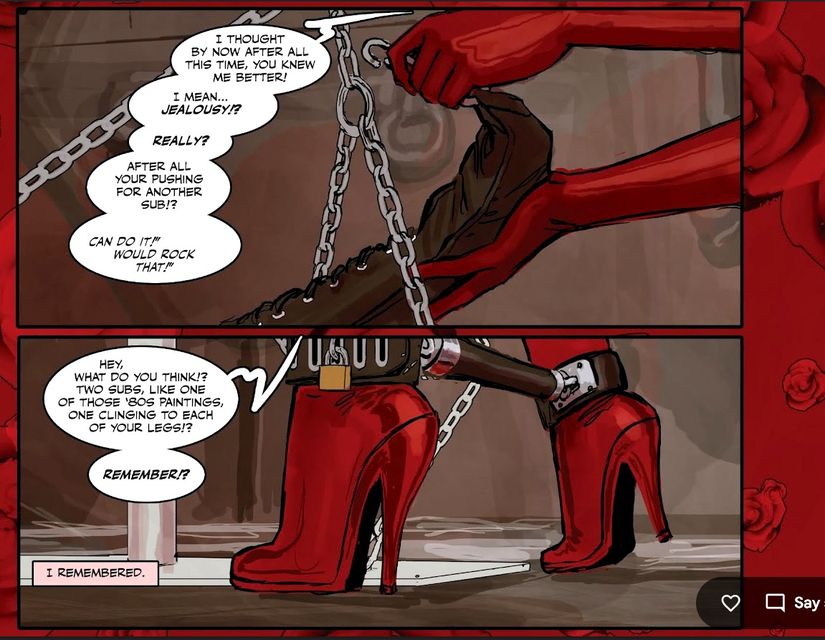 I THOUGHT
BY NOW AFTER ALL
THIS TIME, YOU KNEW
ME BETTER!
I MEAN...
JEALOUSY!?
REALLY?
AFTER ALL
YOUR PUSHING
FOR ANOTHER
SUB!?
CAN DO IT!"
WOULD ROCK
THAT!"
HEY,
WHAT DO YOU THINK!?
TWO SUBS, LIKE ONE
OF THOSE '80S PAINTINGS,
ONE CLINGING TO EACH
OF YOUR LEGS!?
REMEMBER!?
I REMEMBERED.
Say